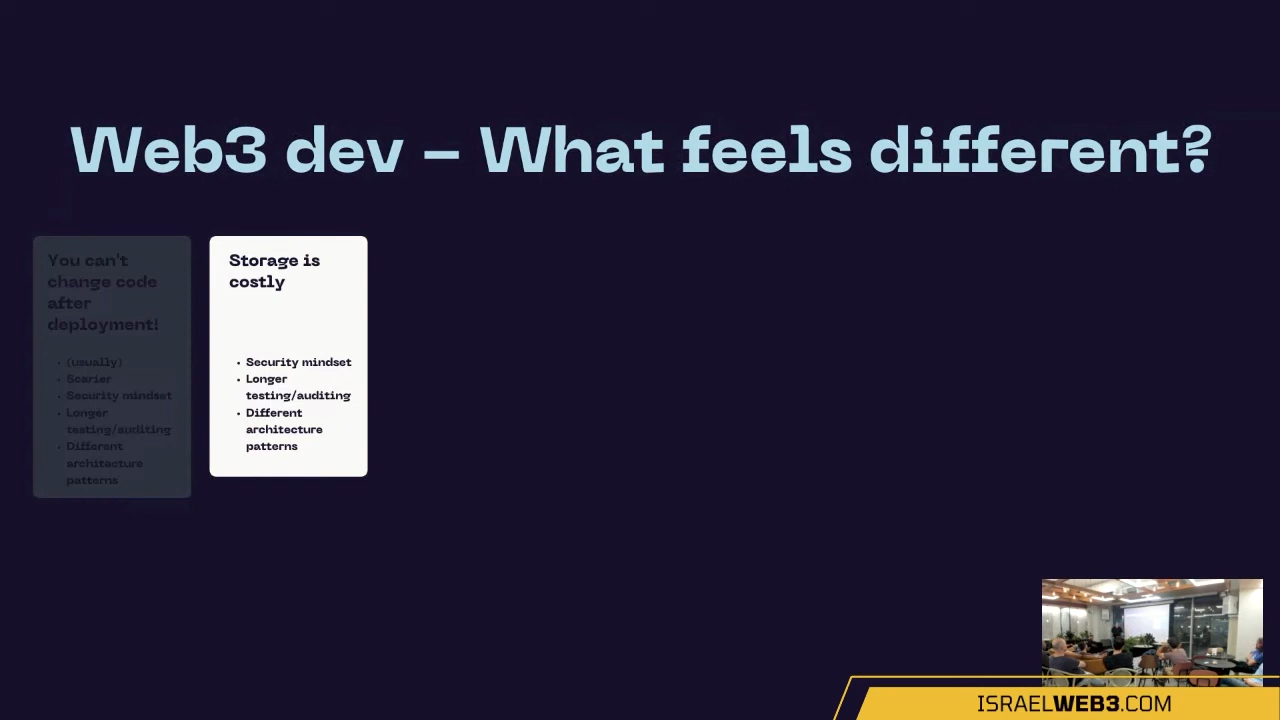 Web3 dev – What feels different?
You can't
change code
after
deployment!
• (usually)
• Scarier
• Security mindset
• Longer
testing/auditing
• Different
architecture
patterns
Storage is
costly
• Security mindset
• Longer
testing/auditing
• Different
architecture
patterns
ISRAELWEB3.COM